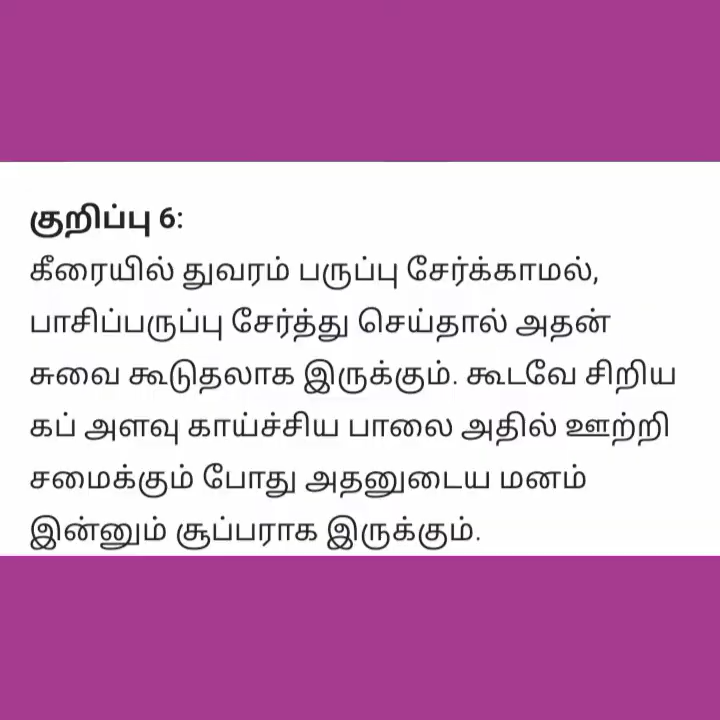 குறிப்பு 6:
கீரையில் துவரம் பருப்பு சேர்க்காமல்,
பாசிப்பருப்பு சேர்த்து செய்தால் அதன்
சுவை கூடுதலாக இருக்கும். கூடவே சிறிய
கப் அளவு காய்ச்சிய பாலை அதில் ஊற்றி
சமைக்கும் போது அதனுடைய மனம்
இன்னும் சூப்பராக இருக்கும்.